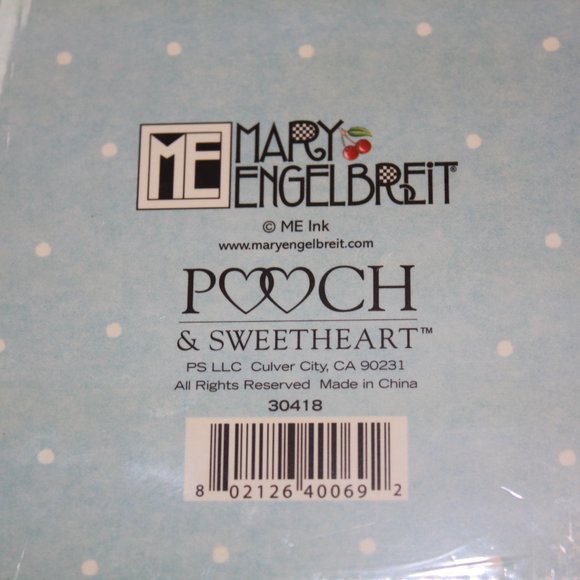 ME MARY
ENGELBREIT®
© ME Ink
www.maryengelbreit.com
POOCH
& SWEETHEART™
PS LLC Culver City, CA 90231
All Rights Reserved Made in China
30418
8 02126 40069 2